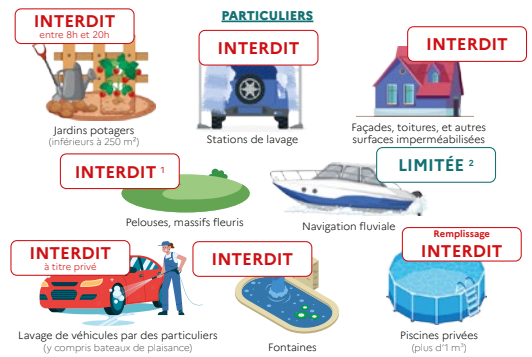 PARTICULIERS
INTERDIT
entre 8h et 20h
Jardins potagers
(inférieurs à 250 m²)
INTERDIT
Stations de lavage
INTERDIT
Façades, toitures, et autres
surfaces imperméabilisées
INTERDIT ¹
Pelouses, massifs fleuris
LIMITÉE ²
Navigation fluviale
INTERDIT
à titre privé
Lavage de véhicules par des particuliers
(y compris bateaux de plaisance)
INTERDIT
Fontaines
Remplissage
INTERDIT
Piscines privées
(plus d'1 m³)